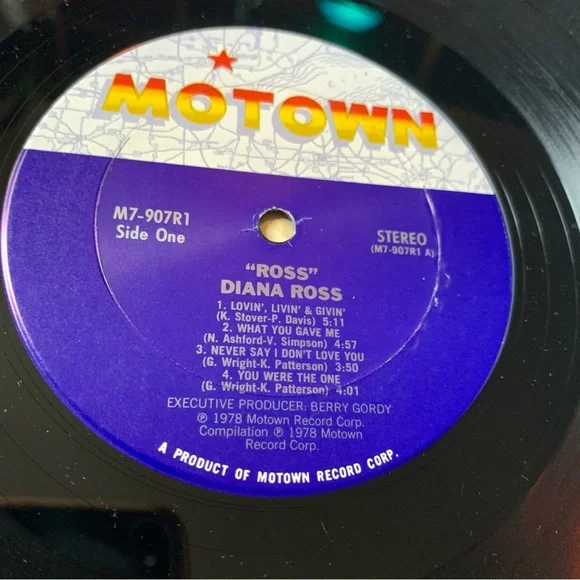 MOTOWN
M7-907R1
Side One
STEREO
(M7-907R1 A)
"ROSS"
DIANA ROSS
1. LOVIN', LIVIN' & GIVIN'
(K. Stover-P. Davis) 5:11
2. WHAT YOU GAVE ME
(N. Ashford-V. Simpson) 4:57
3. NEVER SAY I DON'T LOVE YOU
(G. Wright-K. Patterson) 3:50
4. YOU WERE THE ONE
(G. Wright-K. Patterson) 4:01
EXECUTIVE PRODUCER: BERRY GORDY
℗ 1978 Motown Record Corp.
Compilation ℗ 1978 Motown
Record Corp.
A PRODUCT OF MOTOWN RECORD CORP.